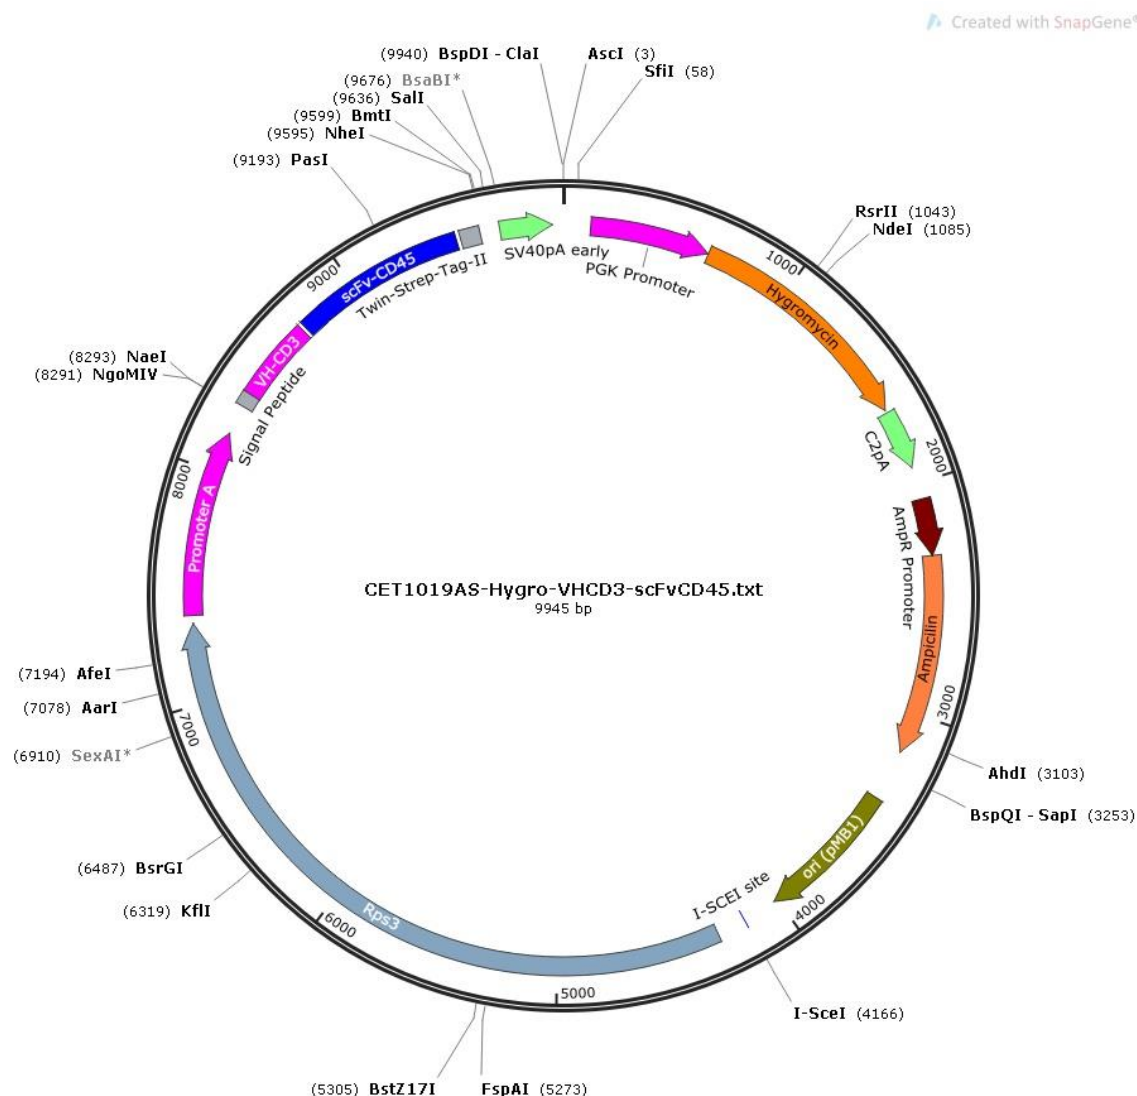 Created with SnapGene®
(9940) BspDI - ClaI
AscI (3)
SfiI (58)
(9676) BsaBI*
(9636) SalI
(9599) BmtI
(9595) NheI
(9193) PasI
RsrII (1043)
NdeI (1085)
1000
9000
SV40pA early
PGK Promoter
Hygromycin
scFv-CD45
Twin-Strep-Tag-II
VH-CD3
Signal Peptide
(8293) NaeI
(8291) NgoMIV
C2pA
2000
8000
Promoter A
AmpR Promoter
Ampicilin
CET1019AS-Hygro-VHCD3-scFvCD45.txt
9945 bp
(7194) AfeI
(7078) AarI
(6910) SexAI*
7000
3000
AhdI (3103)
BspQI - SapI (3253)
ori (pMB1)
I-SCEI site
(6487) BsrGI
(6319) KflI
4000
Rps3
6000
5000
I-SceI (4166)
(5305) BstZ17I
FspAI (5273)